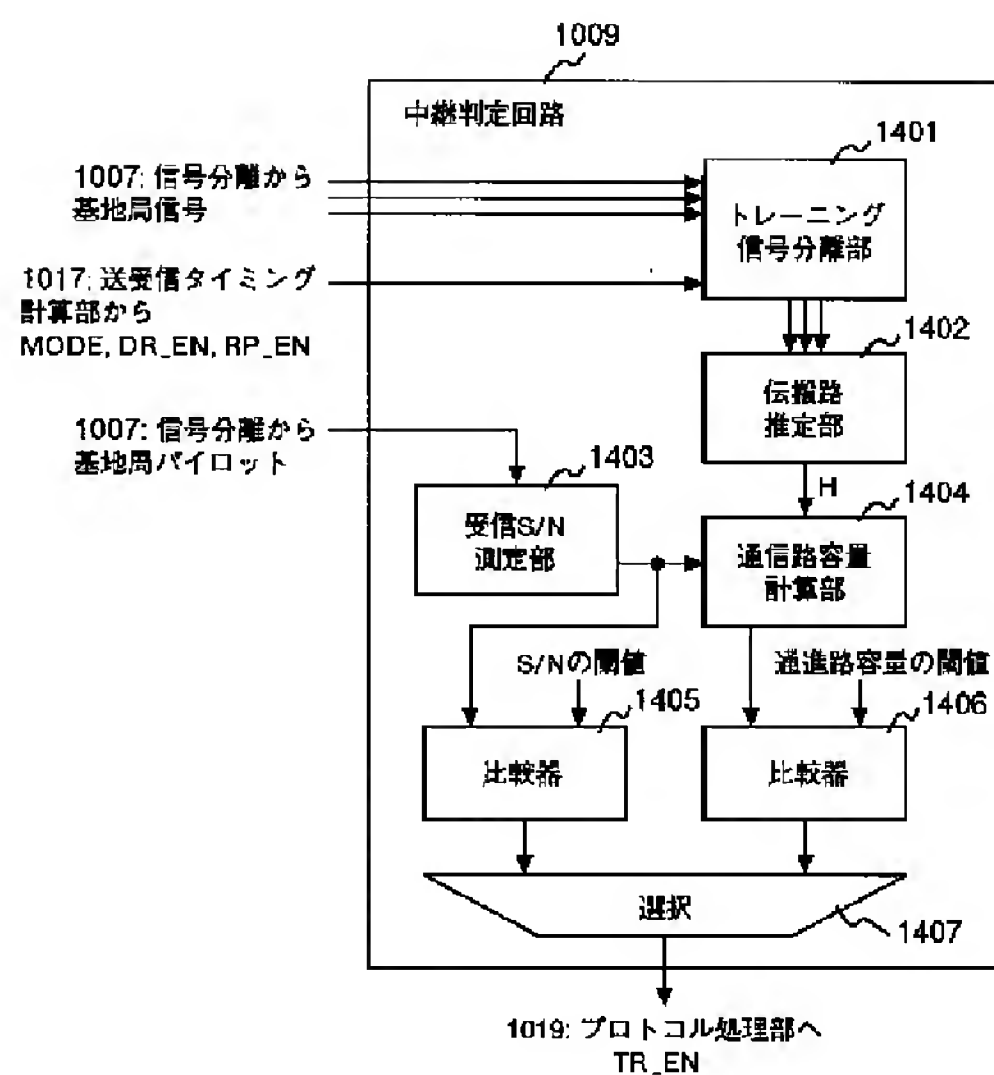 1009
中継判定回路
1401
1007: 信号分離から
基地局信号
トレーニング
信号分離部
1017: 送受信タイミング
計算部から
MODE, DR_EN, RP_EN
1402
伝搬路
推定部
1007: 信号分離から
基地局パイロット
1403
H
1404
受信S/N
測定部
通信路容量
計算部
S/Nの閾値
通進路容量の閾値
1405
1406
比較器
比較器
選択
1407
1019: プロトコル処理部へ
TR_EN